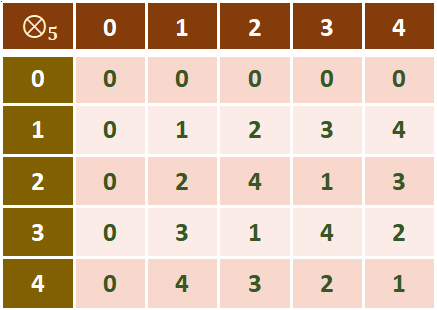 ⊗₅ 0 1 2 3 4
0 0 0 0 0 0
1 0 1 2 3 4
2 0 2 4 1 3
3 0 3 1 4 2
4 0 4 3 2 1